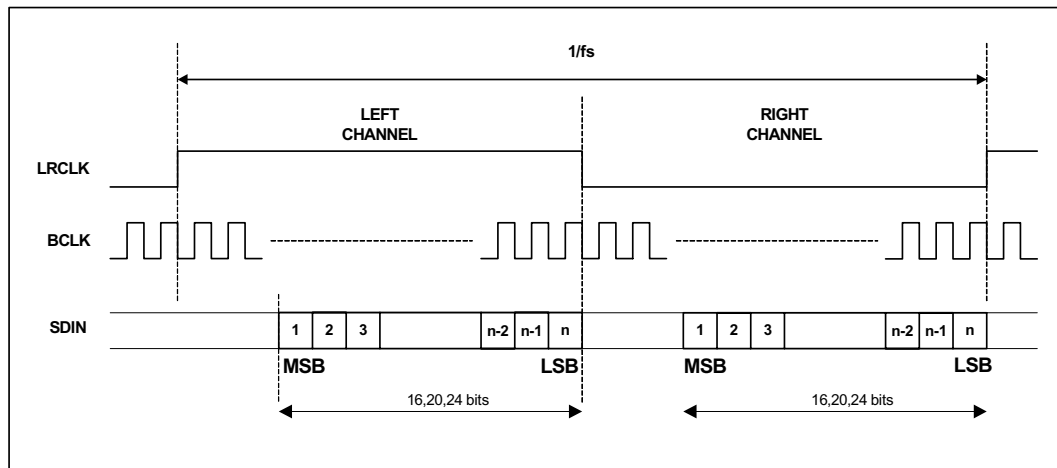 1/fs
LEFT
CHANNEL
RIGHT
CHANNEL
LRCLK
BCLK
SDIN
1 2 3 n-2 n-1 n 1 2 3 n-2 n-1 n
MSB LSB MSB LSB
16,20,24 bits 16,20,24 bits